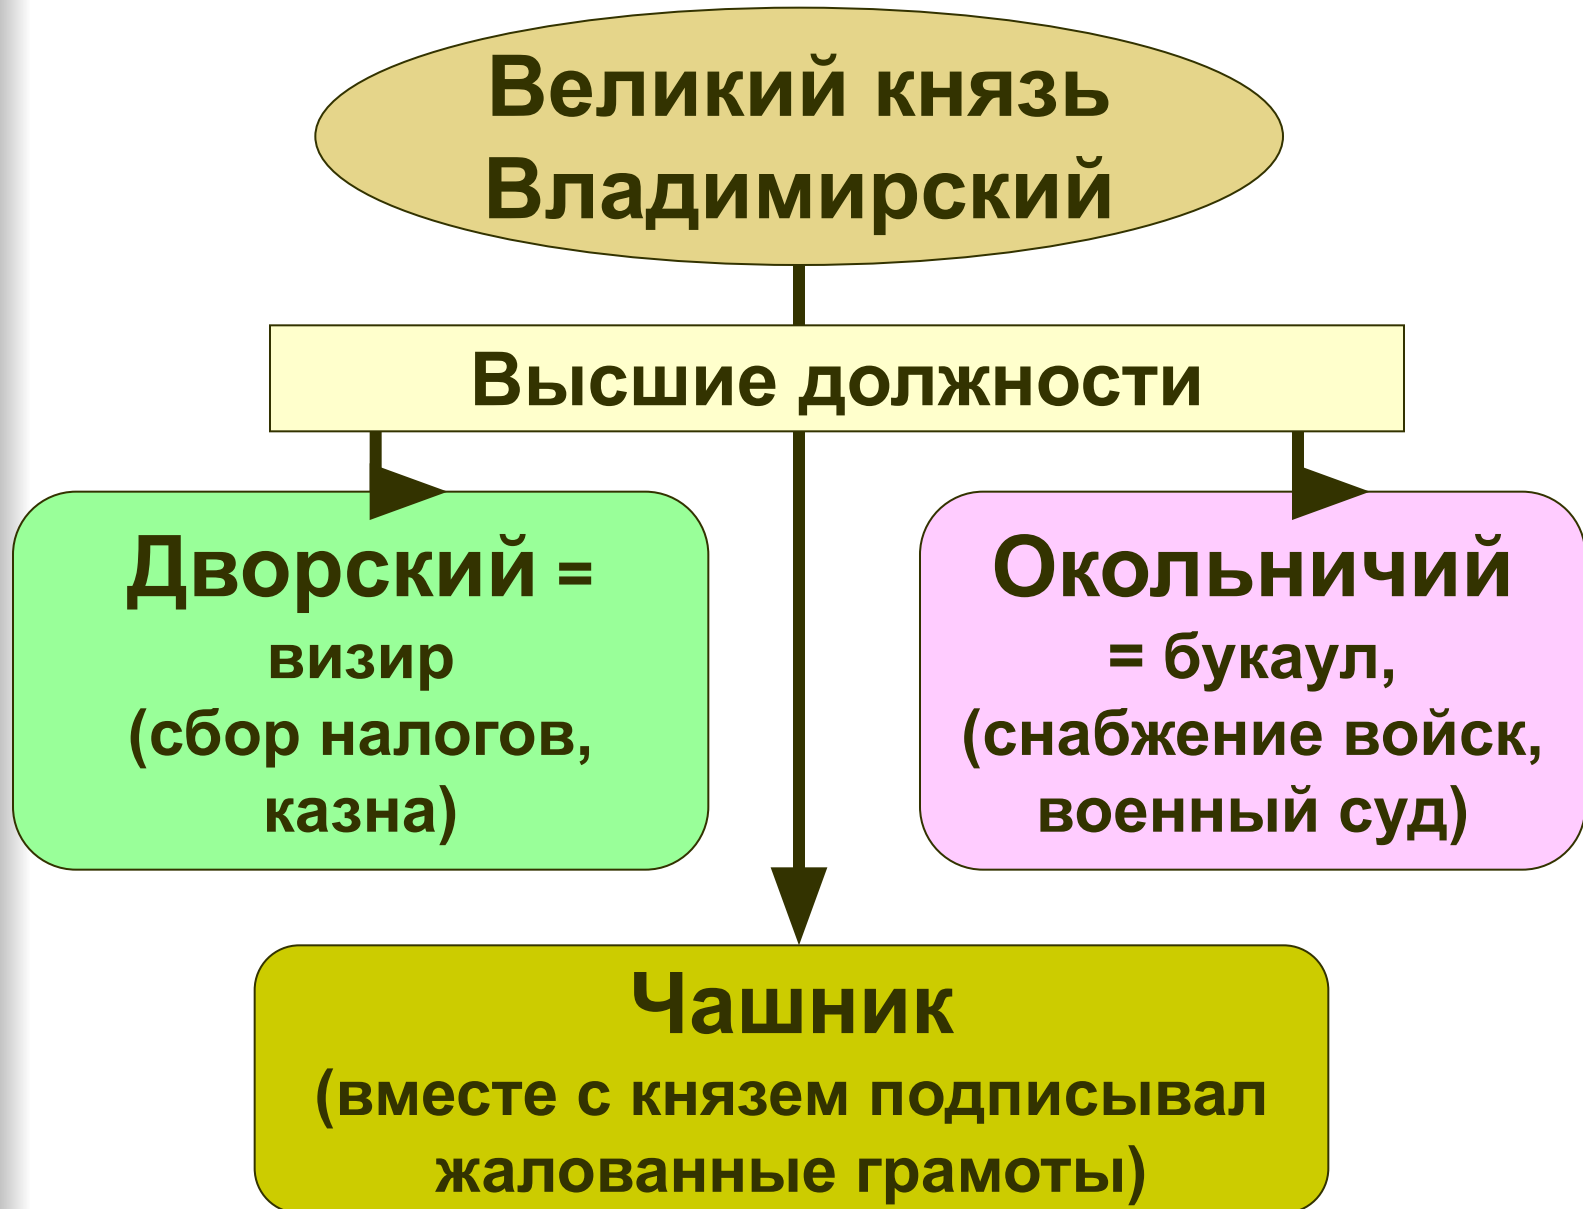 Великий князь
Владимирский
Высшие должности
Дворский =
визир
(сбор налогов,
казна)
Окольничий
= букаул,
(снабжение войск,
военный суд)
Чашник
(вместе с князем подписывал
жалованные грамоты)